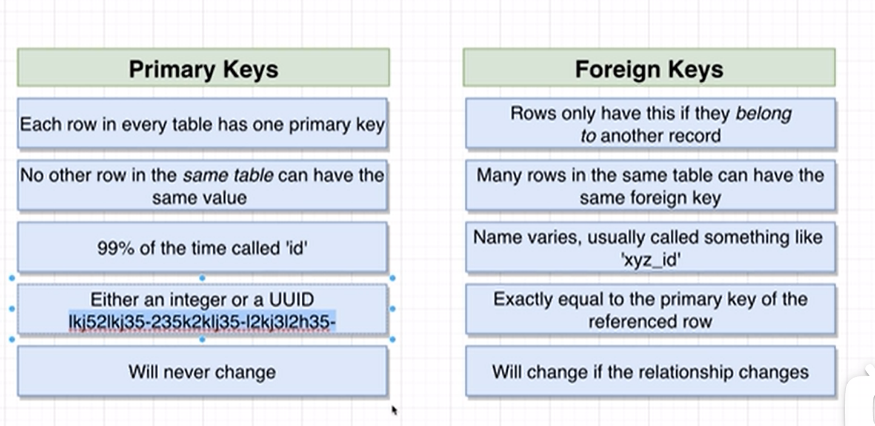 Primary Keys
Each row in every table has one primary key
No other row in the same table can have the
same value
99% of the time called 'id'
Either an integer or a UUID
lkj52lkj35-235k2klj35-l2kj3l2h35-
Will never change
Foreign Keys
Rows only have this if they belong
to another record
Many rows in the same table can have the
same foreign key
Name varies, usually called something like
'xyz_id'
Exactly equal to the primary key of the
referenced row
Will change if the relationship changes